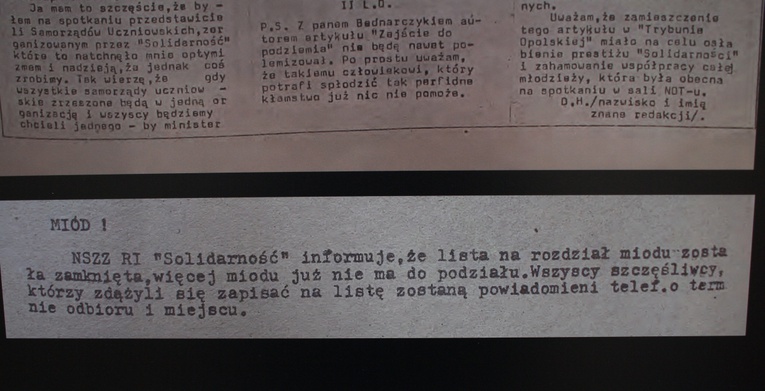 Ja mam to szczęście,że by -
łem na spotkaniu przedstawicie
li Samorządów Uczniowskich,zor
ganizowanym przez "Solidarność"
które to natchnęło mnie optymi
zmem i nadzieją,że jednak coś
zrobimy. Tak wierzę,że gdy
wszystkie samorządy uczniow -
skie zrzeszone będą w jedną or
ganizację i wszyscy będziemy
chcieli jednego - by minister
II L.O.
P.S. Z panem Bednarczykiem au-
torem artykułu "Zejście do
podziemia" nie będę nawet po-
lemizował. Po prostu uważam,
że takiemu człowiekowi, który
potrafi spłodzić tak perfidne
kłamstwa już nic nie pomoże.
nych.
Uważam,że zamieszczenie
tego artykułu w "Trybunie
Opolskiej" miało na celu osła
bienie prestiżu "Solidarności"
i zahamowanie współpracy całej
młodzieży, która była obecna
na spotkaniu w sali NOT-u.
D.H./nazwisko i imię
znane redakcji/.
MIÓD !
NSZZ RI "Solidarność" informuje,że lista na rozdział miodu zosta
ła zamknięta,więcej miodu już nie ma do podziału.Wszyscy szczęśliwcy,
którzy zdążyli się zapisać na listę zostaną powiadomieni telef.o term
nie odbioru i miejscu.